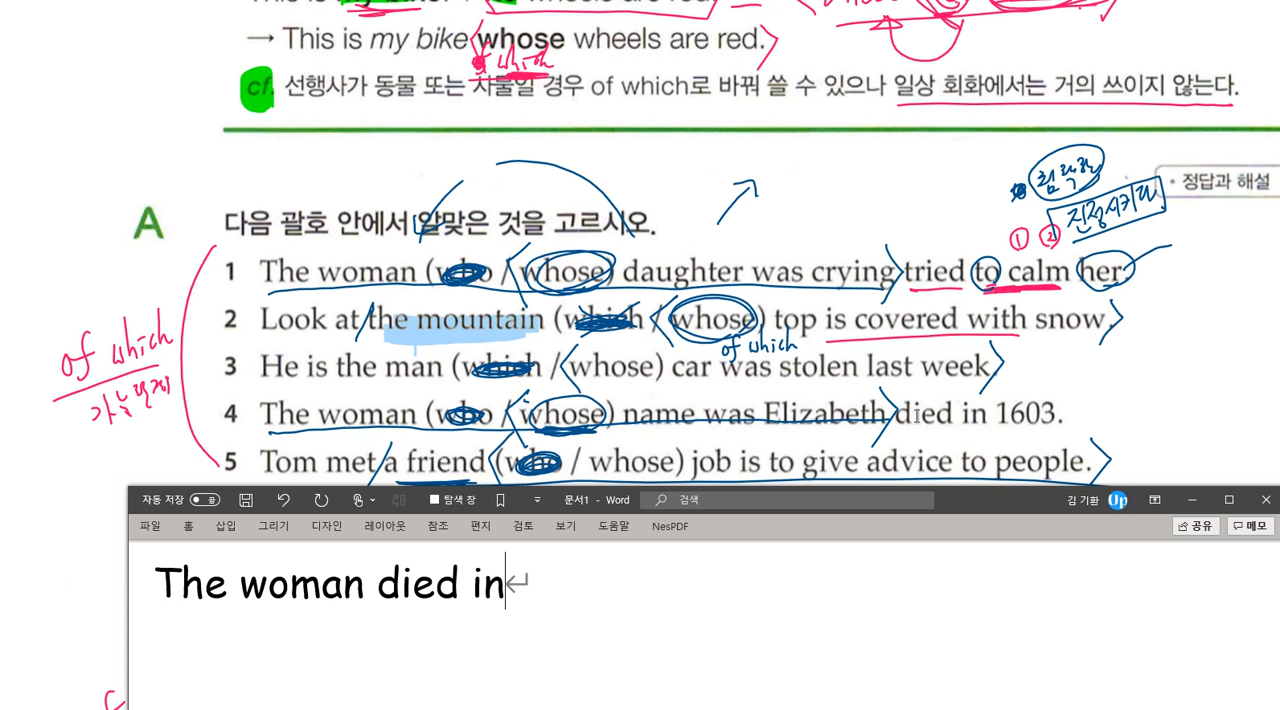 → This is my bike whose wheels are red.
of which
cf. 선행사가 동물 또는 사물일 경우 of which로 바꿔 쓸 수 있으나 일상 회화에서는 거의 쓰이지 않는다.
• 정답과 해설
진정시키다
A 다음 괄호 안에서 알맞은 것을 고르시오.
① ②
1 The woman (who / whose) daughter was crying tried to calm her.
2 Look at the mountain (which / whose) top is covered with snow.
of which
of which
3 He is the man (which / whose) car was stolen last week.
4 The woman (who / whose) name was Elizabeth died in 1603.
5 Tom met a friend (who / whose) job is to give advice to people.
자동 저장 끔 탐색 창 문서1 - Word 검색 김 기환 Up
파일 홈 삽입 그리기 디자인 레이아웃 참조 편지 검토 보기 도움말 NesPDF 공유 메모
The woman died in